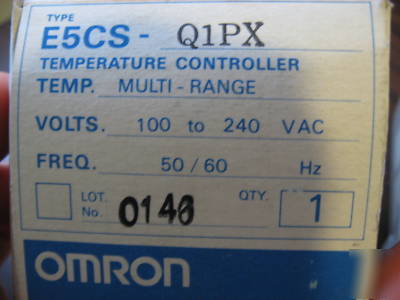 TYPE
E5CS- Q1PX
TEMPERATURE CONTROLLER
TEMP. MULTI-RANGE
VOLTS. 100 to 240 VAC
FREQ. 50/60 Hz
LOT. No. 0146 QTY. 1
OMRON